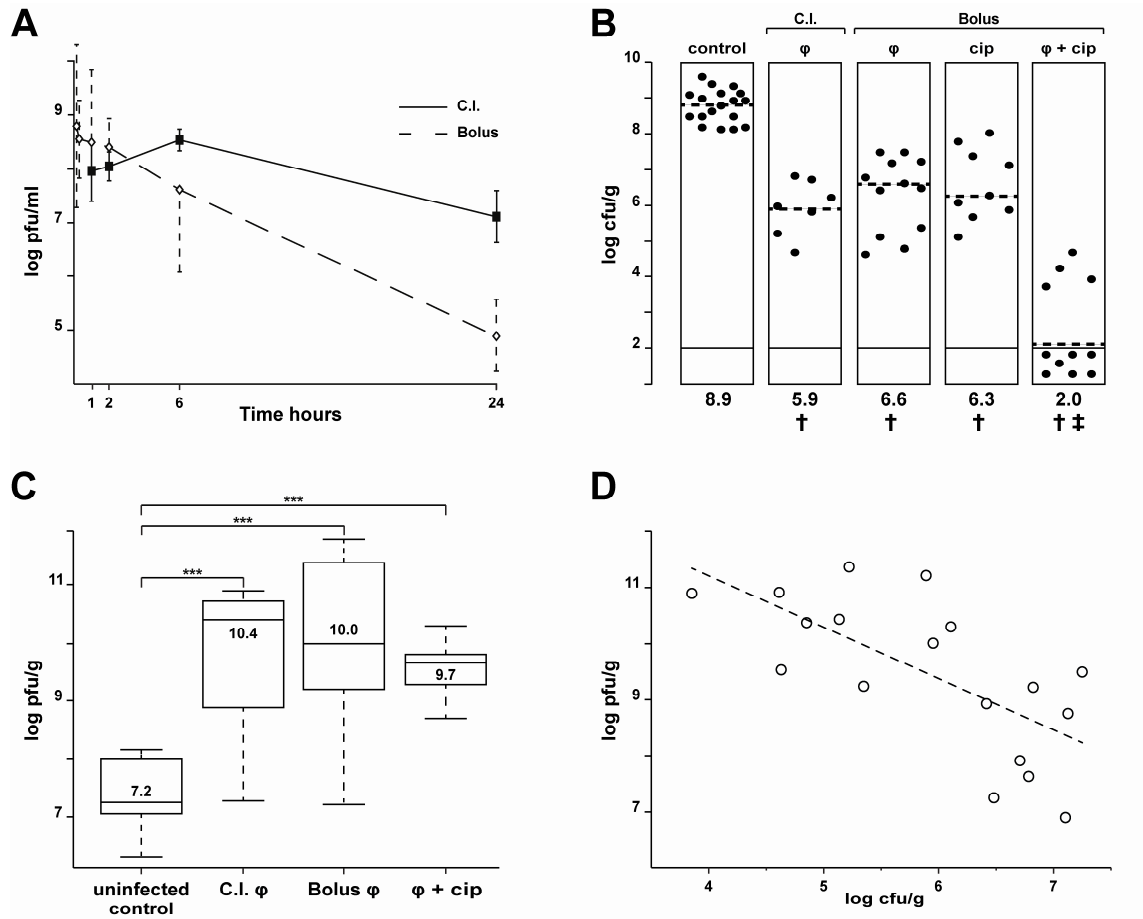 A
9
7
5
log pfu/ml
C.I.
Bolus
1 2 6 24
Time hours
B
C.I. Bolus
control φ φ cip φ + cip
10
8
6
4
2
log cfu/g
8.9 5.9 6.6 6.3 2.0
† † † † ‡
C
***
***
***
11
9
7
log pfu/g
10.4
10.0
9.7
7.2
uninfected control C.I. φ Bolus φ φ + cip
D
11
9
7
log pfu/g
4 5 6 7
log cfu/g